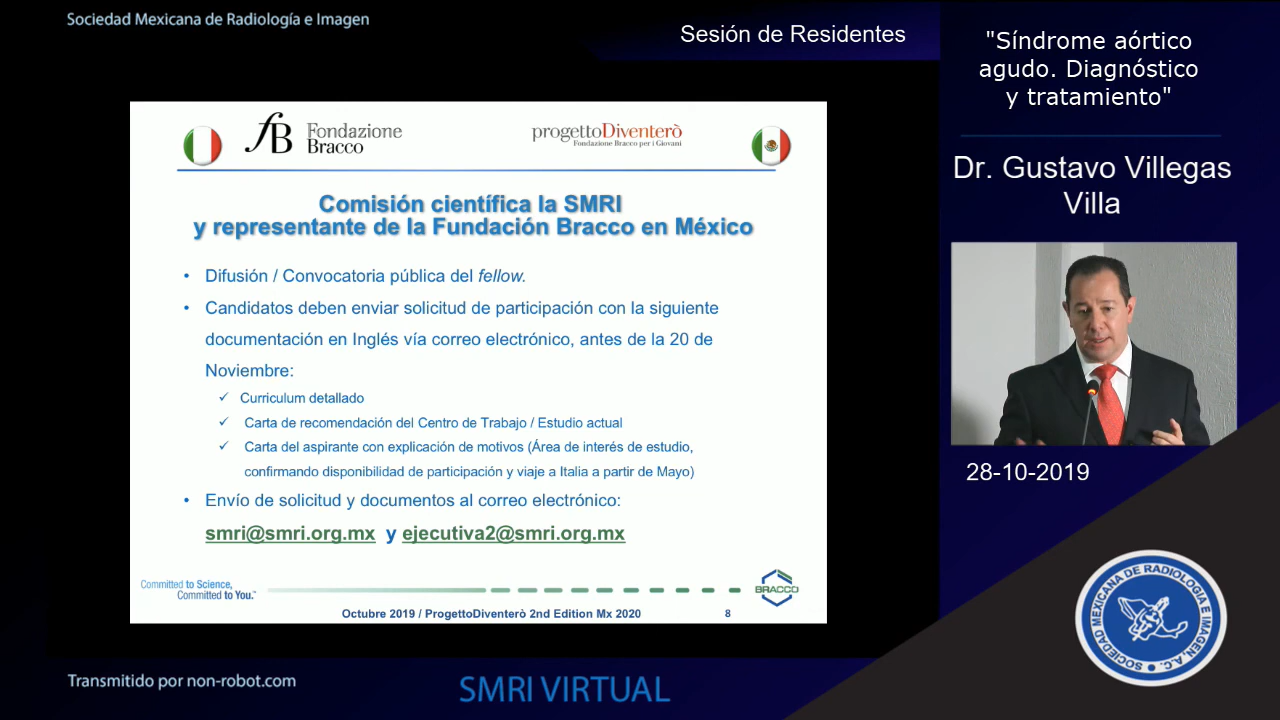 Sociedad Mexicana de Radiología e Imagen
Sesión de Residentes
"Síndrome aórtico
agudo. Diagnóstico
y tratamiento"
Dr. Gustavo Villegas
Villa
28-10-2019
fB Fondazione
Bracco
progettoDiventerò
Fondazione Bracco per i Giovani
Comisión científica la SMRI
y representante de la Fundación Bracco en México
• Difusión / Convocatoria pública del fellow.
• Candidatos deben enviar solicitud de participación con la siguiente
documentación en Inglés vía correo electrónico, antes de la 20 de
Noviembre:
✓ Curriculum detallado
✓ Carta de recomendación del Centro de Trabajo / Estudio actual
✓ Carta del aspirante con explicación de motivos (Área de interés de estudio,
confirmando disponibilidad de participación y viaje a Italia a partir de Mayo)
• Envío de solicitud y documentos al correo electrónico:
smri@smri.org.mx y ejecutiva2@smri.org.mx
Committed to Science,
Committed to You.™
BRACCO
Octubre 2019 / ProgettoDiventerò 2nd Edition Mx 2020 8
SOCIEDAD MEXICANA DE RADIOLOGÍA E IMAGEN, A.C.
Transmitido por non-robot.com
SMRI VIRTUAL